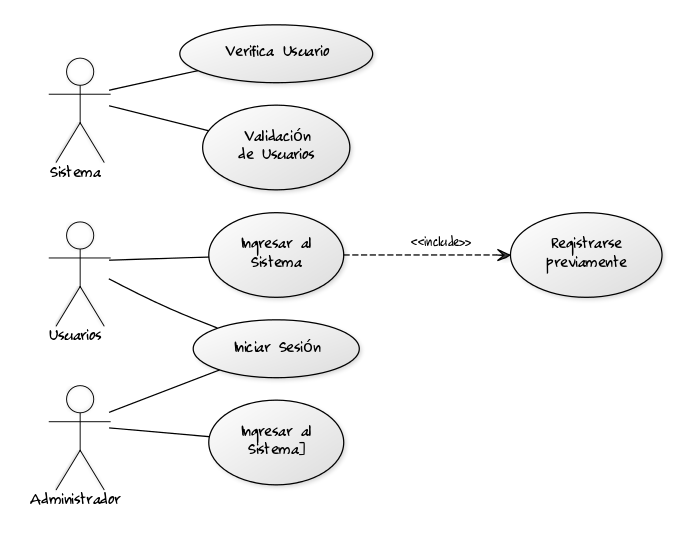 Verifica Usuario
Sistema
Validación
de Usuarios
Usuarios
Ingresar al
Sistema
<<include>>
Registrarse
previamente
Iniciar Sesión
Administrador
Ingresar al
Sistema]